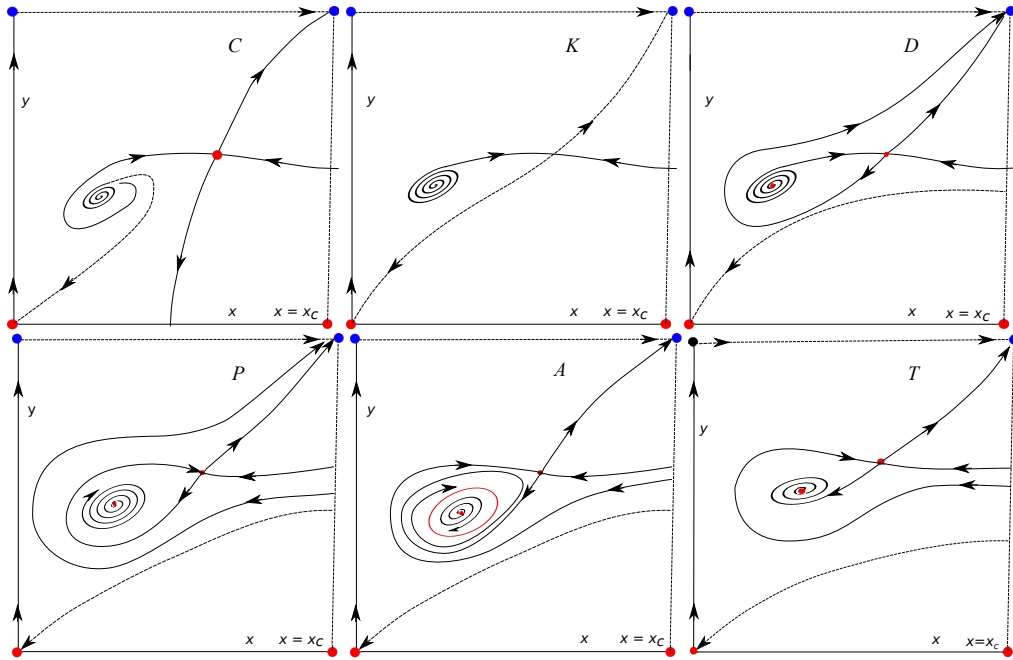 C
K
D
y
y
y
x x = x_C
x x = x_C
x x = x_C
P
A
T
y
y
y
x x = x_C
x x = x_C
x x=x_c